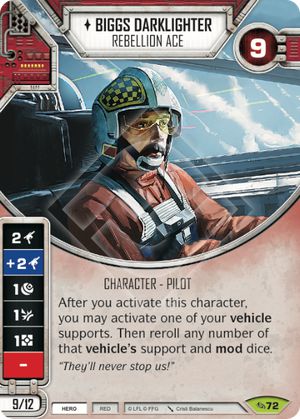 BIGGS DARKLIGHTER
REBELLION ACE
9
2
+2
1
1
1
–
9/12
CHARACTER - PILOT
After you activate this character,
you may activate one of your vehicle
supports. Then reroll any number of
that vehicle's support and mod dice.
“They'll never stop us!”
HERO
RED
© LFL © FFG
Cristi Balanescu
72